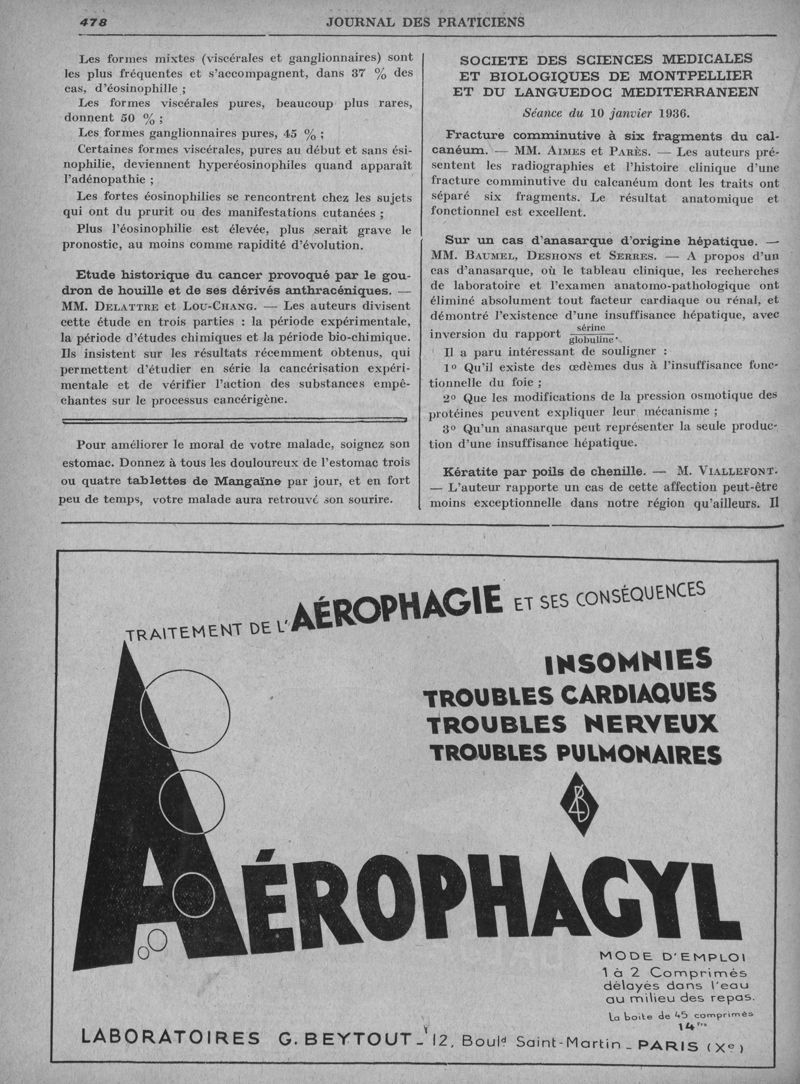 478
JOURNAL DES PRATICIENS
Les formes mixtes (viscérales et ganglionnaires) sont
les plus fréquentes et s'accompagnent, dans 37 % des
cas, d'éosinophille ;
Les formes viscérales pures, beaucoup plus rares,
donnent 50 % ;
Les formes ganglionnaires pures, 45 % ;
Certaines formes viscérales, pures au début et sans ési-
nophilie, deviennent hyperéosinophiles quand apparaît
l'adénopathie ;
Les fortes éosinophilies se rencontrent chez les sujets
qui ont du prurit ou des manifestations cutanées ;
Plus l'éosinophilie est élevée, plus serait grave le
pronostic, au moins comme rapidité d'évolution.
Etude historique du cancer provoqué par le gou-
dron de houille et de ses dérivés anthracéniques. —
MM. DELATTRE et LOU-CHANG. — Les auteurs divisent
cette étude en trois parties : la période expérimentale,
la période d'études chimiques et la période bio-chimique.
Ils insistent sur les résultats récemment obtenus, qui
permettent d'étudier en série la cancérisation expéri-
mentale et de vérifier l'action des substances empê-
chantes sur le processus cancérigène.
Pour améliorer le moral de votre malade, soignez son
estomac. Donnez à tous les douloureux de l'estomac trois
ou quatre tablettes de Mangaïne par jour, et en fort
peu de temps, votre malade aura retrouvé son sourire.
SOCIETE DES SCIENCES MEDICALES
ET BIOLOGIQUES DE MONTPELLIER
ET DU LANGUEDOC MEDITERRANEEN
Séance du 10 janvier 1936.
Fracture comminutive à six fragments du cal-
canéum. — MM. AIMES et PARÈS. — Les auteurs pré-
sentent les radiographies et l'histoire clinique d'une
fracture comminutive du calcanéum dont les traits ont
séparé six fragments. Le résultat anatomique et
fonctionnel est excellent.
Sur un cas d'anasarque d'origine hépatique. —
MM. BAUMEL, DESHONS et SERRES. — A propos d'un
cas d'anasarque, où le tableau clinique, les recherches
de laboratoire et l'examen anatomo-pathologique ont
éliminé absolument tout facteur cardiaque ou rénal, et
démontré l'existence d'une insuffisance hépatique, avec
inversion du rapport sérine/globuline.
Il a paru intéressant de souligner :
1º Qu'il existe des œdèmes dus à l'insuffisance fonc-
tionnelle du foie ;
2º Que les modifications de la pression osmotique des
protéines peuvent expliquer leur mécanisme ;
3º Qu'un anasarque peut représenter la seule produc-
tion d'une insuffisance hépatique.
Kératite par poils de chenille. — M. VIALLEFONT.
— L'auteur rapporte un cas de cette affection peut-être
moins exceptionnelle dans notre région qu'ailleurs. Il
TRAITEMENT DE L'AÉROPHAGIE ET SES CONSÉQUENCES
INSOMNIES
TROUBLES CARDIAQUES
TROUBLES NERVEUX
TROUBLES PULMONAIRES
AÉROPHAGYL
MODE D'EMPLOI
1 à 2 Comprimés
délayés dans l'eau
au milieu des repas.
La boite de 45 comprimés
14 frs
LABORATOIRES G. BEYTOUT _ 12, Bould Saint-Martin _ PARIS (Xe)